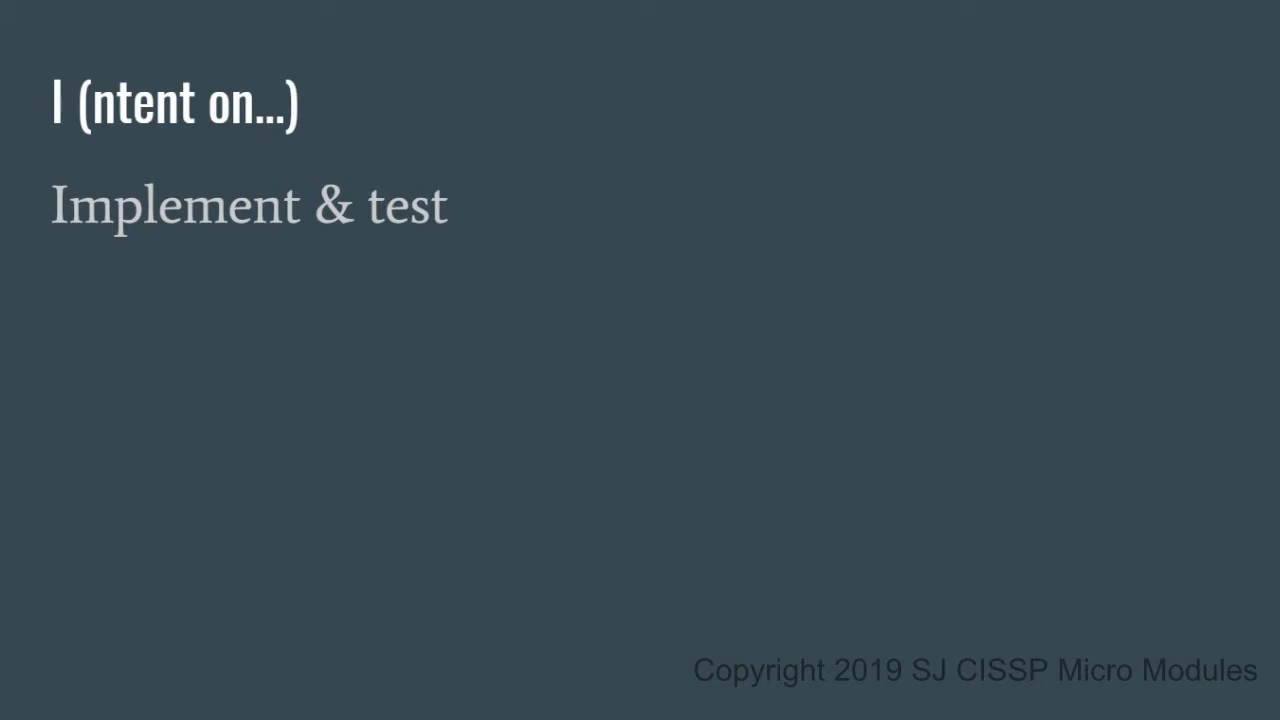 I (ntent on...)
Implement & test
Copyright 2019 SJ CISSP Micro Modules